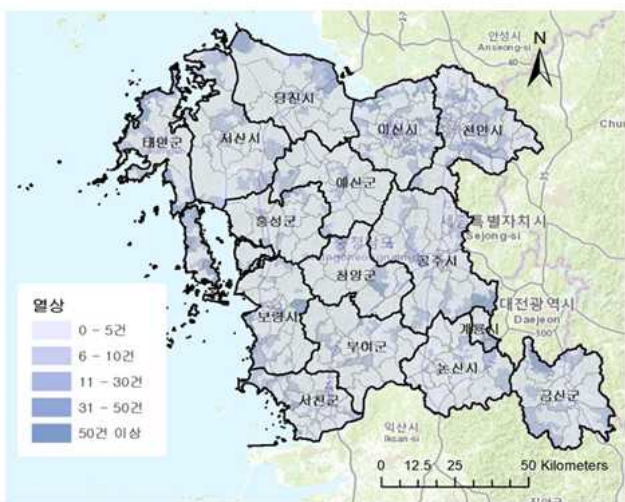 안성시
Anseong-si
N
당진시
아산시
천안시
태안군
서산시
예산군
홍성군
세종특별자치시
Sejong-si
공주시
청양군
대전광역시
Daejeon
보령시
계룡시
부여군
논산시
금산군
서천군
익산시
Iksan-si
열상
0 - 5건
6 - 10건
11 - 30건
31 - 50건
50건 이상
0 12.5 25 50 Kilometers